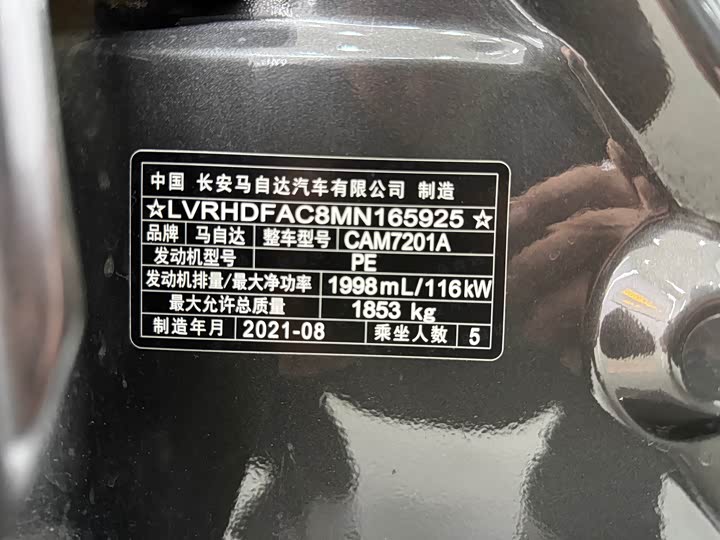 中国 长安马自达汽车有限公司 制造
☆LVRHDFAC8MN165925☆
品牌 马自达 整车型号 CAM7201A
发动机型号 PE
发动机排量/最大净功率 1998mL/116kW
最大允许总质量 1853 kg
制造年月 2021-08 乘坐人数 5